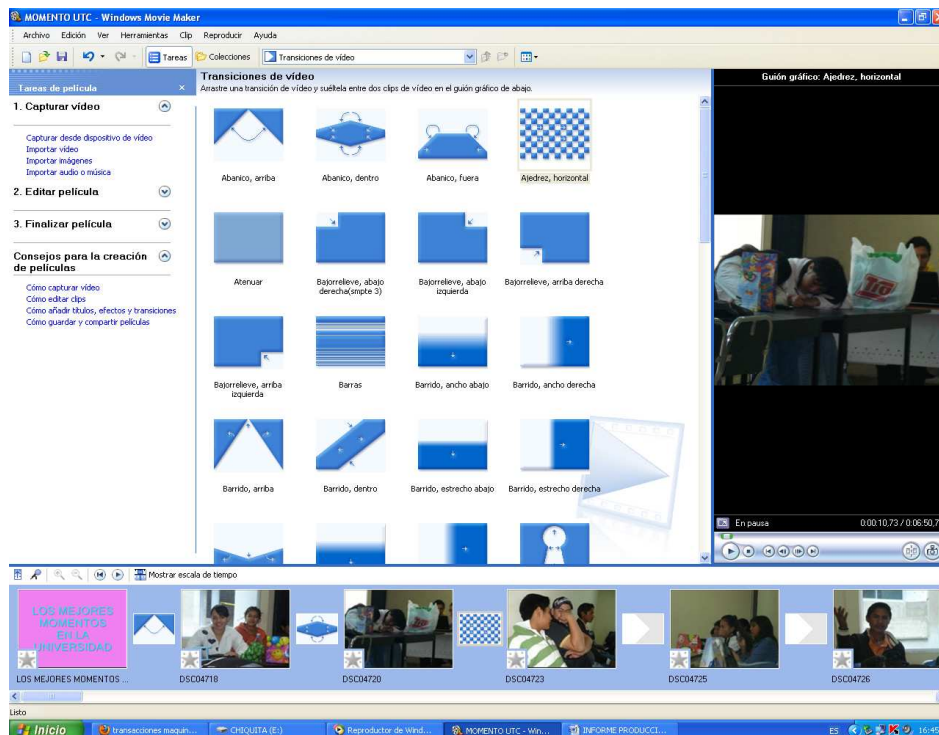 MOMENTO UTC - Windows Movie Maker
Archivo Edición Ver Herramientas Clip Reproducir Ayuda
Tareas Colecciones Transiciones de vídeo
Tareas de película
1. Capturar vídeo
Capturar desde dispositivo de vídeo
Importar vídeo
Importar imágenes
Importar audio o música
2. Editar película
3. Finalizar película
Consejos para la creación
de películas
Cómo capturar vídeo
Cómo editar clips
Cómo añadir títulos, efectos y transiciones
Cómo guardar y compartir películas
Transiciones de vídeo
Arrastre una transición de vídeo y suéltela entre dos clips de vídeo en el guión gráfico de abajo.
Abanico, arriba
Abanico, dentro
Abanico, fuera
Ajedrez, horizontal
Atenuar
Bajorrelieve, abajo
derecha(smpte 3)
Bajorrelieve, abajo
izquierda
Bajorrelieve, arriba derecha
Bajorrelieve, arriba
izquierda
Barras
Barrido, ancho abajo
Barrido, ancho derecha
Barrido, arriba
Barrido, dentro
Barrido, estrecho abajo
Barrido, estrecho derecha
Guión gráfico: Ajedrez, horizontal
TIA
En pausa
0:00:10,73 / 0:06:50,7
Mostrar escala de tiempo
LOS MEJORES
MOMENTOS
EN LA
UNIVERSIDAD
LOS MEJORES MOMENTOS ...
DSC04718
DSC04720
DSC04723
DSC04725
DSC04726
Listo
Inicio
transacciones maquin...
CHIQUITA (E:)
Reproductor de Wind...
MOMENTO UTC - Win...
INFORME PRODUCCI...
ES
16:45